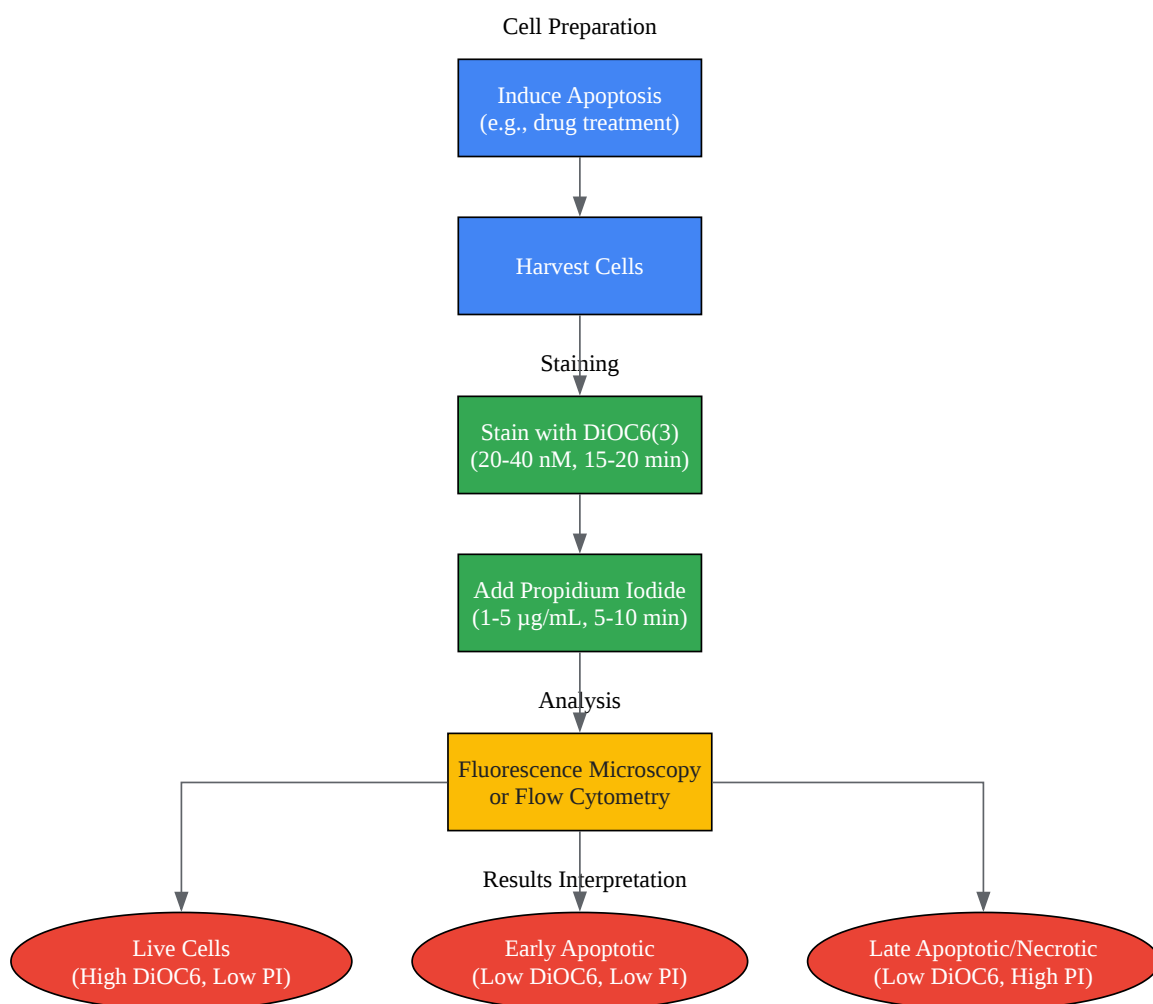 Cell Preparation
Induce Apoptosis
(e.g., drug treatment)
Harvest Cells
Staining
Stain with DiOC6(3)
(20-40 nM, 15-20 min)
Add Propidium Iodide
(1-5 µg/mL, 5-10 min)
Analysis
Fluorescence Microscopy
or Flow Cytometry
Results Interpretation
Live Cells
(High DiOC6, Low PI)
Early Apoptotic
(Low DiOC6, Low PI)
Late Apoptotic/Necrotic
(Low DiOC6, High PI)